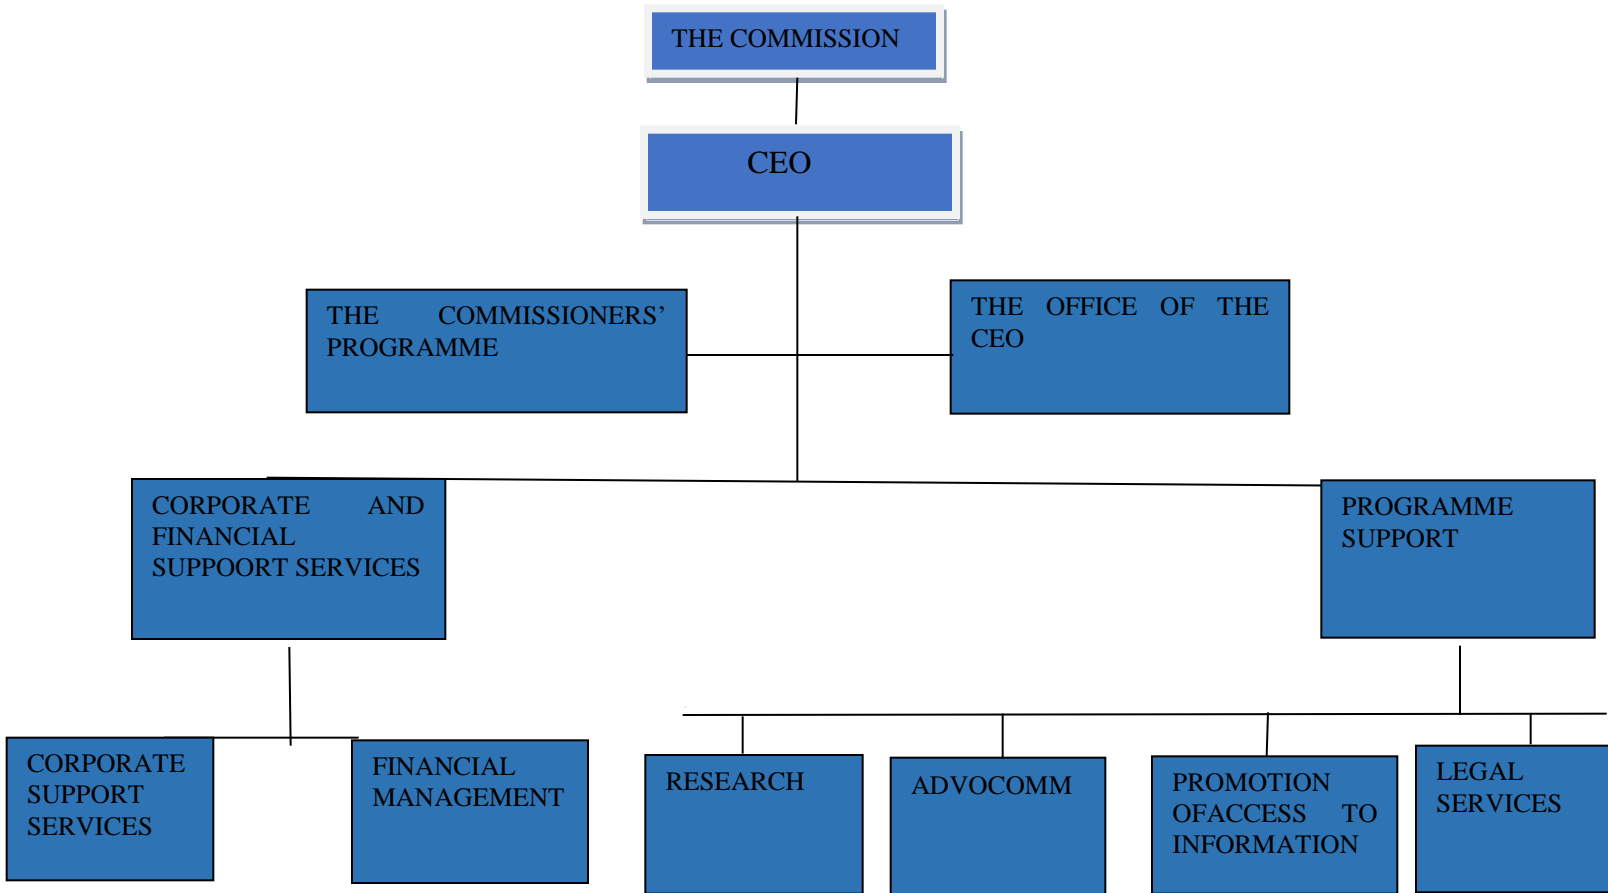 THE COMMISSION
CEO
THE COMMISSIONERS’
PROGRAMME
THE OFFICE OF THE
CEO
CORPORATE AND
FINANCIAL
SUPPOORT SERVICES
PROGRAMME
SUPPORT
CORPORATE
SUPPORT
SERVICES
FINANCIAL
MANAGEMENT
RESEARCH
ADVOCOMM
PROMOTION
OFACCESS TO
INFORMATION
LEGAL
SERVICES